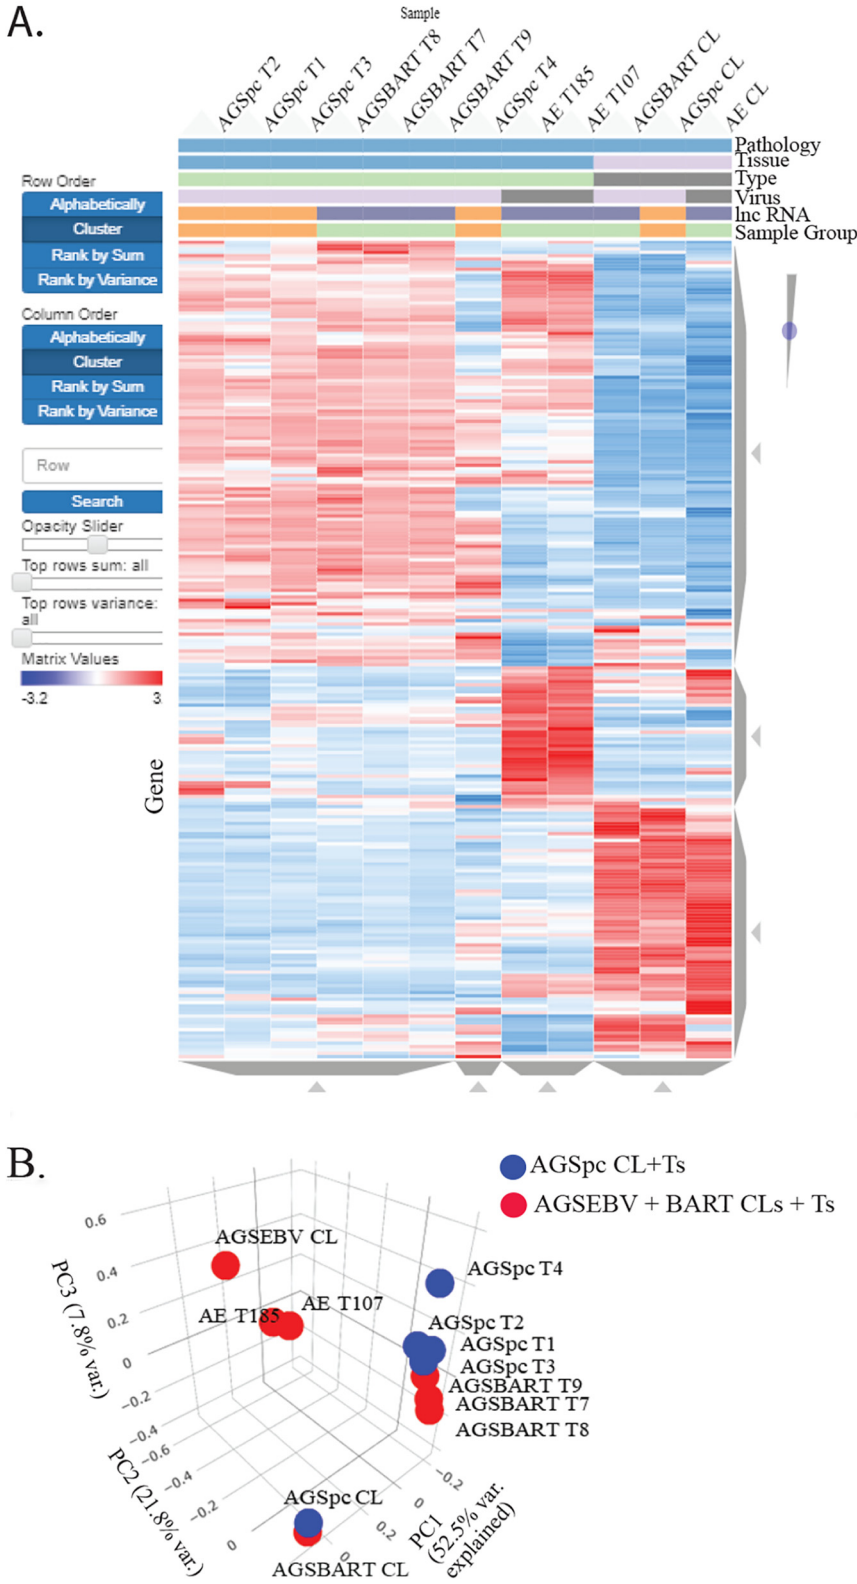 A.
Sample
AGSpc T2
AGSpc T1
AGSpc T3
AGSBART T8
AGSBART T7
AGSBART T9
AGSpc T4
AE T185
AE T107
AGSBART CL
AGSpc CL
AE CL
Pathology
Tissue
Type
Virus
lnc RNA
Sample Group
Row Order
Alphabetically
Cluster
Rank by Sum
Rank by Variance
Column Order
Alphabetically
Cluster
Rank by Sum
Rank by Variance
Row
Search
Opacity Slider
Top rows sum: all
Top rows variance:
all
Matrix Values
-3.2 3
Gene
B.
AGSpc CL+Ts
AGSEBV + BART CLs + Ts
AGSEBV CL
AE T185
AE T107
AGSpc T4
AGSpc T2
AGSpc T1
AGSpc T3
AGSBART T9
AGSBART T7
AGSBART T8
AGSpc CL
AGSBART CL
0.6
0.4
0.2
0
−0.2
−0.4
PC3 (7.8% var.)
−0.6
−0.4
−0.2
0
PC2 (21.8% var.)
−0.2
0
0
PC1
(52.5% var.
explained)